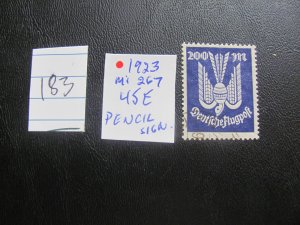 183
1923
mi 267
45E
PENCIL
SIGN.
200 M
Deutsche Flugpost